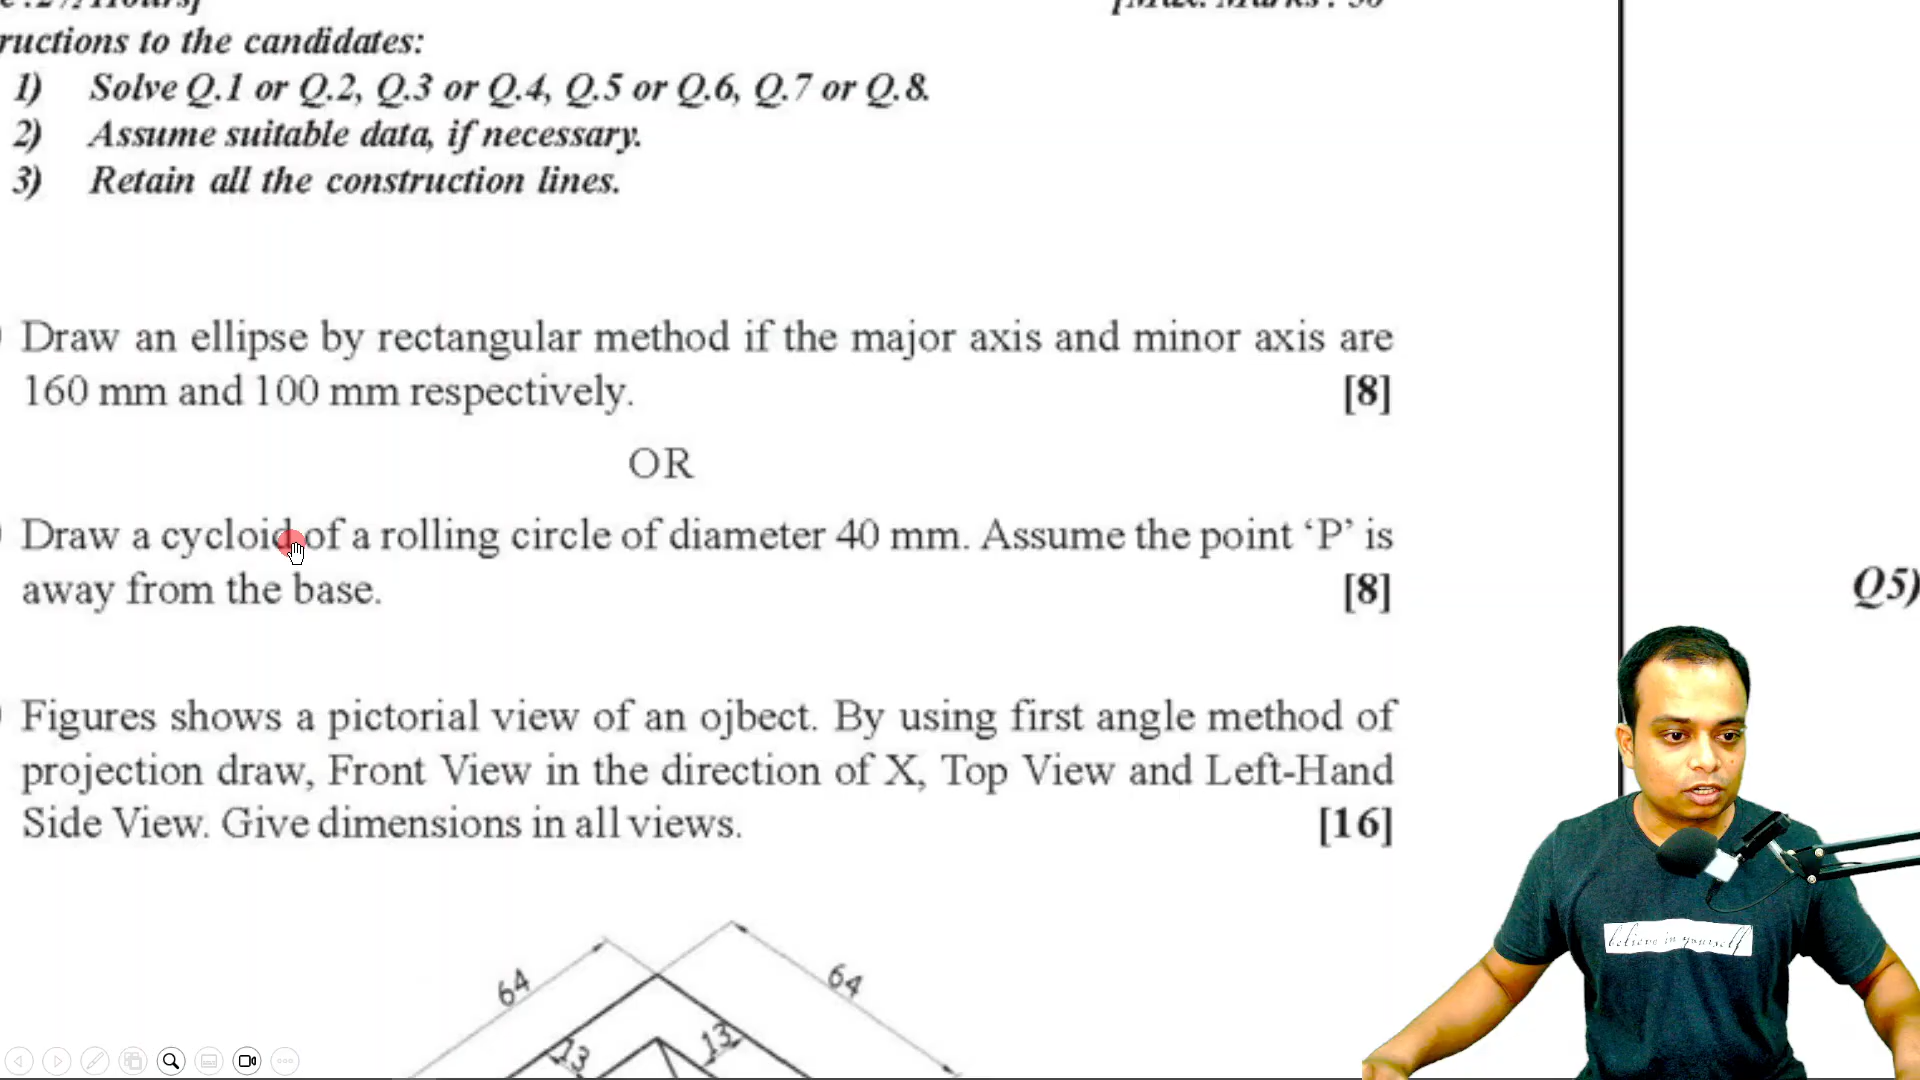 ructions to the candidates:
1) Solve Q.1 or Q.2, Q.3 or Q.4, Q.5 or Q.6, Q.7 or Q.8.
2) Assume suitable data, if necessary.
3) Retain all the construction lines.
Draw an ellipse by rectangular method if the major axis and minor axis are
160 mm and 100 mm respectively. [8]
OR
Draw a cycloid of a rolling circle of diameter 40 mm. Assume the point ‘P’ is
away from the base. [8]
Q5)
Figures shows a pictorial view of an ojbect. By using first angle method of
projection draw, Front View in the direction of X, Top View and Left-Hand
Side View. Give dimensions in all views. [16]
64 64
13 13
believe in yourself